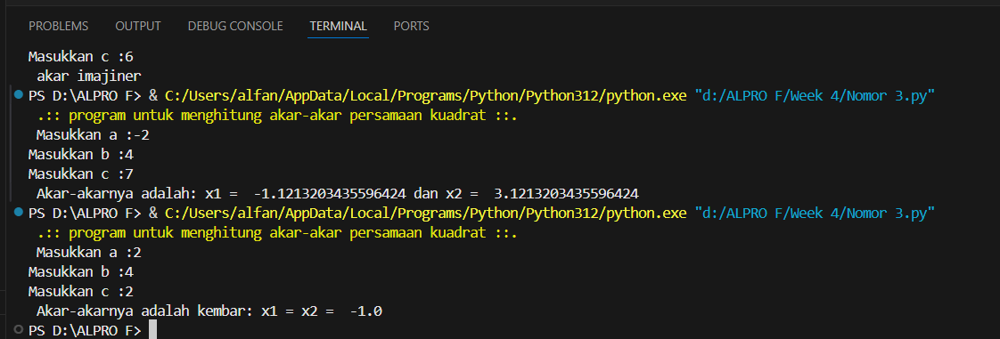 PROBLEMS OUTPUT DEBUG CONSOLE TERMINAL PORTS
Masukkan c :6
akar imajiner
PS D:\ALPRO F> & C:/Users/alfan/AppData/Local/Programs/Python/Python312/python.exe "d:/ALPRO F/Week 4/Nomor 3.py"
.:: program untuk menghitung akar-akar persamaan kuadrat ::.
Masukkan a :-2
Masukkan b :4
Masukkan c :7
Akar-akarnya adalah: x1 =  -1.1213203435596424 dan x2 =  3.1213203435596424
PS D:\ALPRO F> & C:/Users/alfan/AppData/Local/Programs/Python/Python312/python.exe "d:/ALPRO F/Week 4/Nomor 3.py"
.:: program untuk menghitung akar-akar persamaan kuadrat ::.
Masukkan a :2
Masukkan b :4
Masukkan c :2
Akar-akarnya adalah kembar: x1 = x2 =  -1.0
PS D:\ALPRO F>